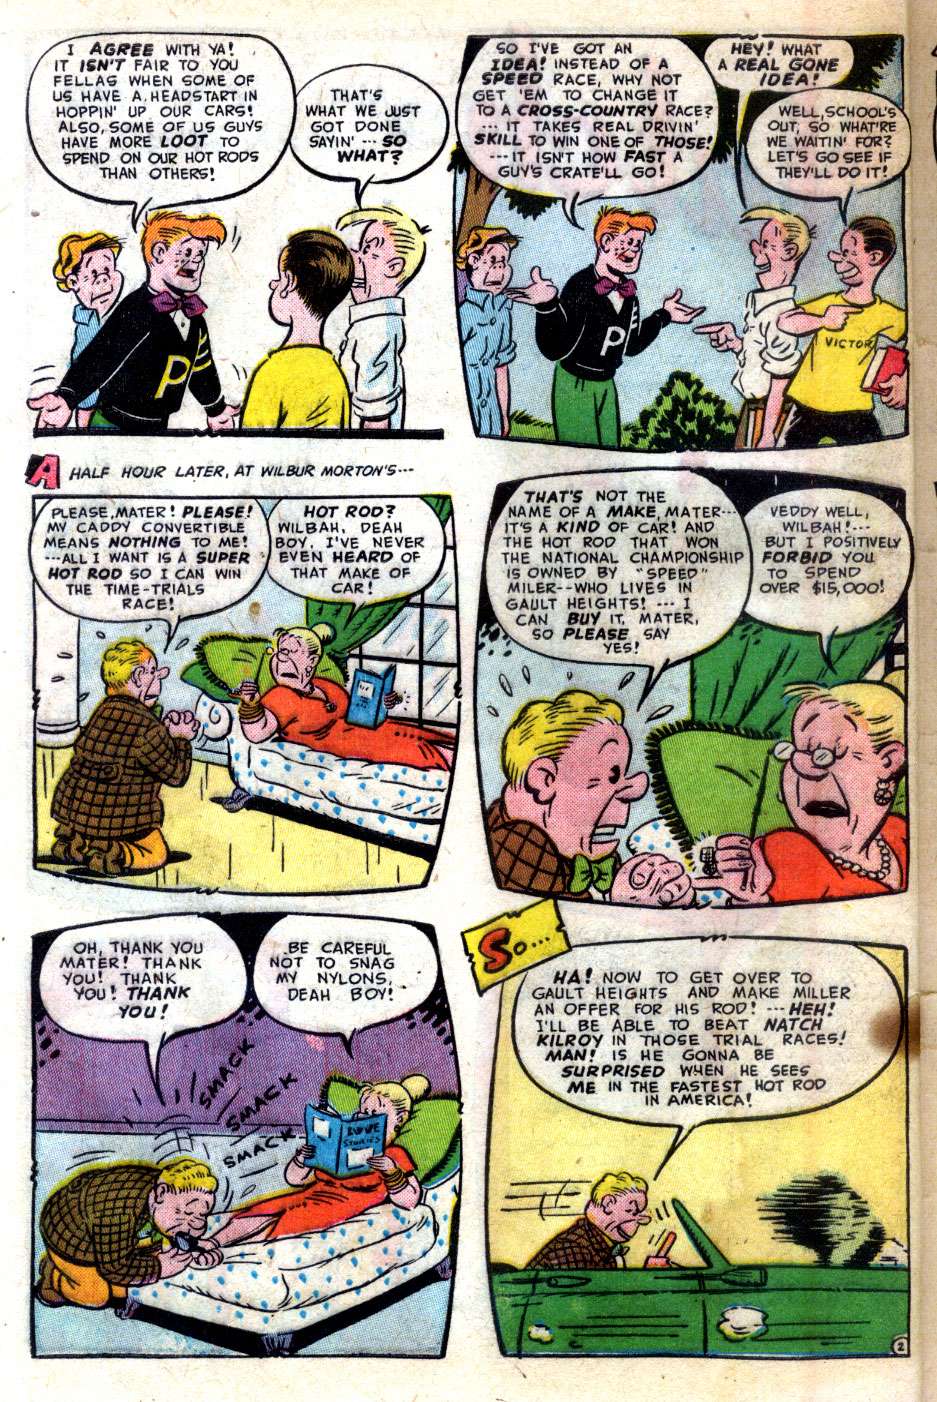 I AGREE WITH YA!
IT ISN'T FAIR TO YOU
FELLAS WHEN SOME OF
US HAVE A HEADSTART IN
HOPPIN' UP OUR CARS!
ALSO, SOME OF US GUYS
HAVE MORE LOOT TO
SPEND ON OUR HOT RODS
THAN OTHERS!
THAT'S
WHAT WE JUST
GOT DONE
SAYIN' --- SO
WHAT?
P
SO I'VE GOT AN
IDEA! INSTEAD OF A
SPEED RACE, WHY NOT
GET 'EM TO CHANGE IT
TO A CROSS-COUNTRY RACE?
--- IT TAKES REAL DRIVIN'
SKILL TO WIN ONE OF THOSE!
---IT ISN'T HOW FAST A
GUY'S CRATE'LL GO!
HEY! WHAT
A REAL GONE
IDEA!
WELL, SCHOOL'S
OUT, SO WHAT'RE
WE WAITIN' FOR?
LET'S GO SEE IF
THEY'LL DO IT!
P
VICTOR
A HALF HOUR LATER, AT WILBUR MORTON'S---
PLEASE, MATER! PLEASE!
MY CADDY CONVERTIBLE
MEANS NOTHING TO ME!
---ALL I WANT IS A SUPER
HOT ROD SO I CAN WIN
THE TIME-TRIALS
RACE!
HOT ROD?
WILBAH, DEAH
BOY, I'VE NEVER
EVEN HEARD OF
THAT MAKE OF
CAR!
THAT'S NOT THE
NAME OF A MAKE, MATER---
IT'S A KIND OF CAR! AND
THE HOT ROD THAT WON
THE NATIONAL CHAMPIONSHIP
IS OWNED BY "SPEED"
MILER--WHO LIVES IN
GAULT HEIGHTS! --- I
CAN BUY IT, MATER,
SO PLEASE SAY
YES!
VEDDY WELL,
WILBAH!---
BUT I POSITIVELY
FORBID YOU
TO SPEND
OVER $15,000!
OH, THANK YOU
MATER! THANK
YOU! THANK
YOU! THANK
YOU!
BE CAREFUL
NOT TO SNAG
MY NYLONS,
DEAH BOY!
SMACK
SMACK
SMACK
LOVE
STORIES
SO...
HA! NOW TO GET OVER TO
GAULT HEIGHTS AND MAKE MILLER
AN OFFER FOR HIS ROD! ---HEH!
I'LL BE ABLE TO BEAT NATCH
KILROY IN THOSE TRIAL RACES!
MAN! IS HE GONNA BE
SURPRISED WHEN HE SEES
ME IN THE FASTEST HOT ROD
IN AMERICA!
2